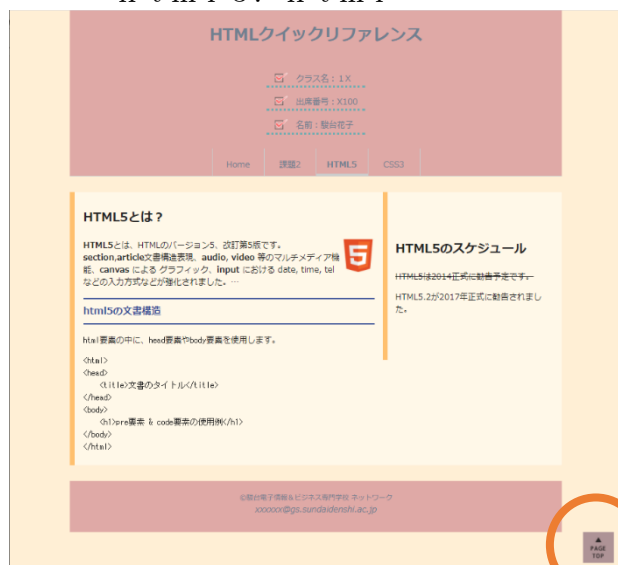 HTMLクイックリファレンス
クラス名：1X
出席番号：X100
名前：駿台花子
Home 課題2 HTML5 CSS3
HTML5とは？
HTML5とは、HTMLのバージョン5、改訂第5版です。
section,article文書構造表現、audio, video 等のマルチメディア機
能、canvas による グラフィック、input における date, time, tel
などの入力方式などが強化されました。…
5
html5の文書構造
html要素の中に、head要素やbody要素を使用します。
<html>
<head>
<title>文書のタイトル</title>
</head>
<body>
<h1>pre要素 & code要素の使用例</h1>
</body>
</html>
HTML5のスケジュール
HTML5は2014正式に勧告予定です。
HTML5.2が2017年正式に勧告されまし
た。
©駿台電子情報&ビジネス専門学校 ネットワーク
xxxxxx@gs.sundaidenshi.ac.jp
▲
PAGE
TOP